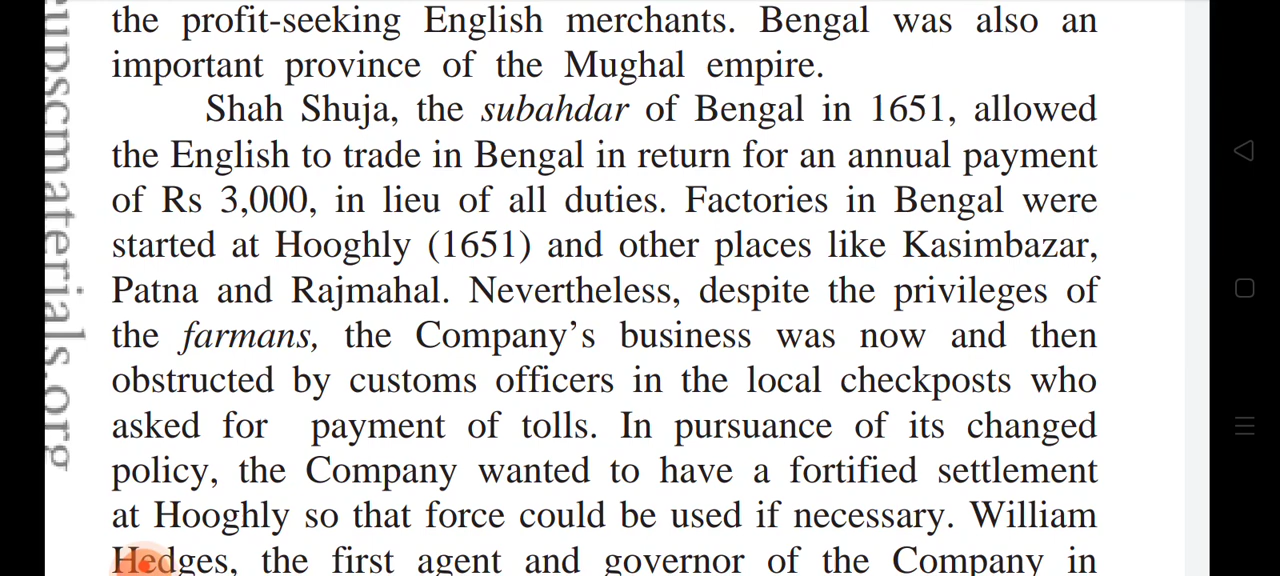 the profit-seeking English merchants. Bengal was also an
important province of the Mughal empire.
Shah Shuja, the subahdar of Bengal in 1651, allowed
the English to trade in Bengal in return for an annual payment
of Rs 3,000, in lieu of all duties. Factories in Bengal were
started at Hooghly (1651) and other places like Kasimbazar,
Patna and Rajmahal. Nevertheless, despite the privileges of
the farmans, the Company’s business was now and then
obstructed by customs officers in the local checkposts who
asked for payment of tolls. In pursuance of its changed
policy, the Company wanted to have a fortified settlement
at Hooghly so that force could be used if necessary. William
Hedges, the first agent and governor of the Company in
cupscmaterials.org